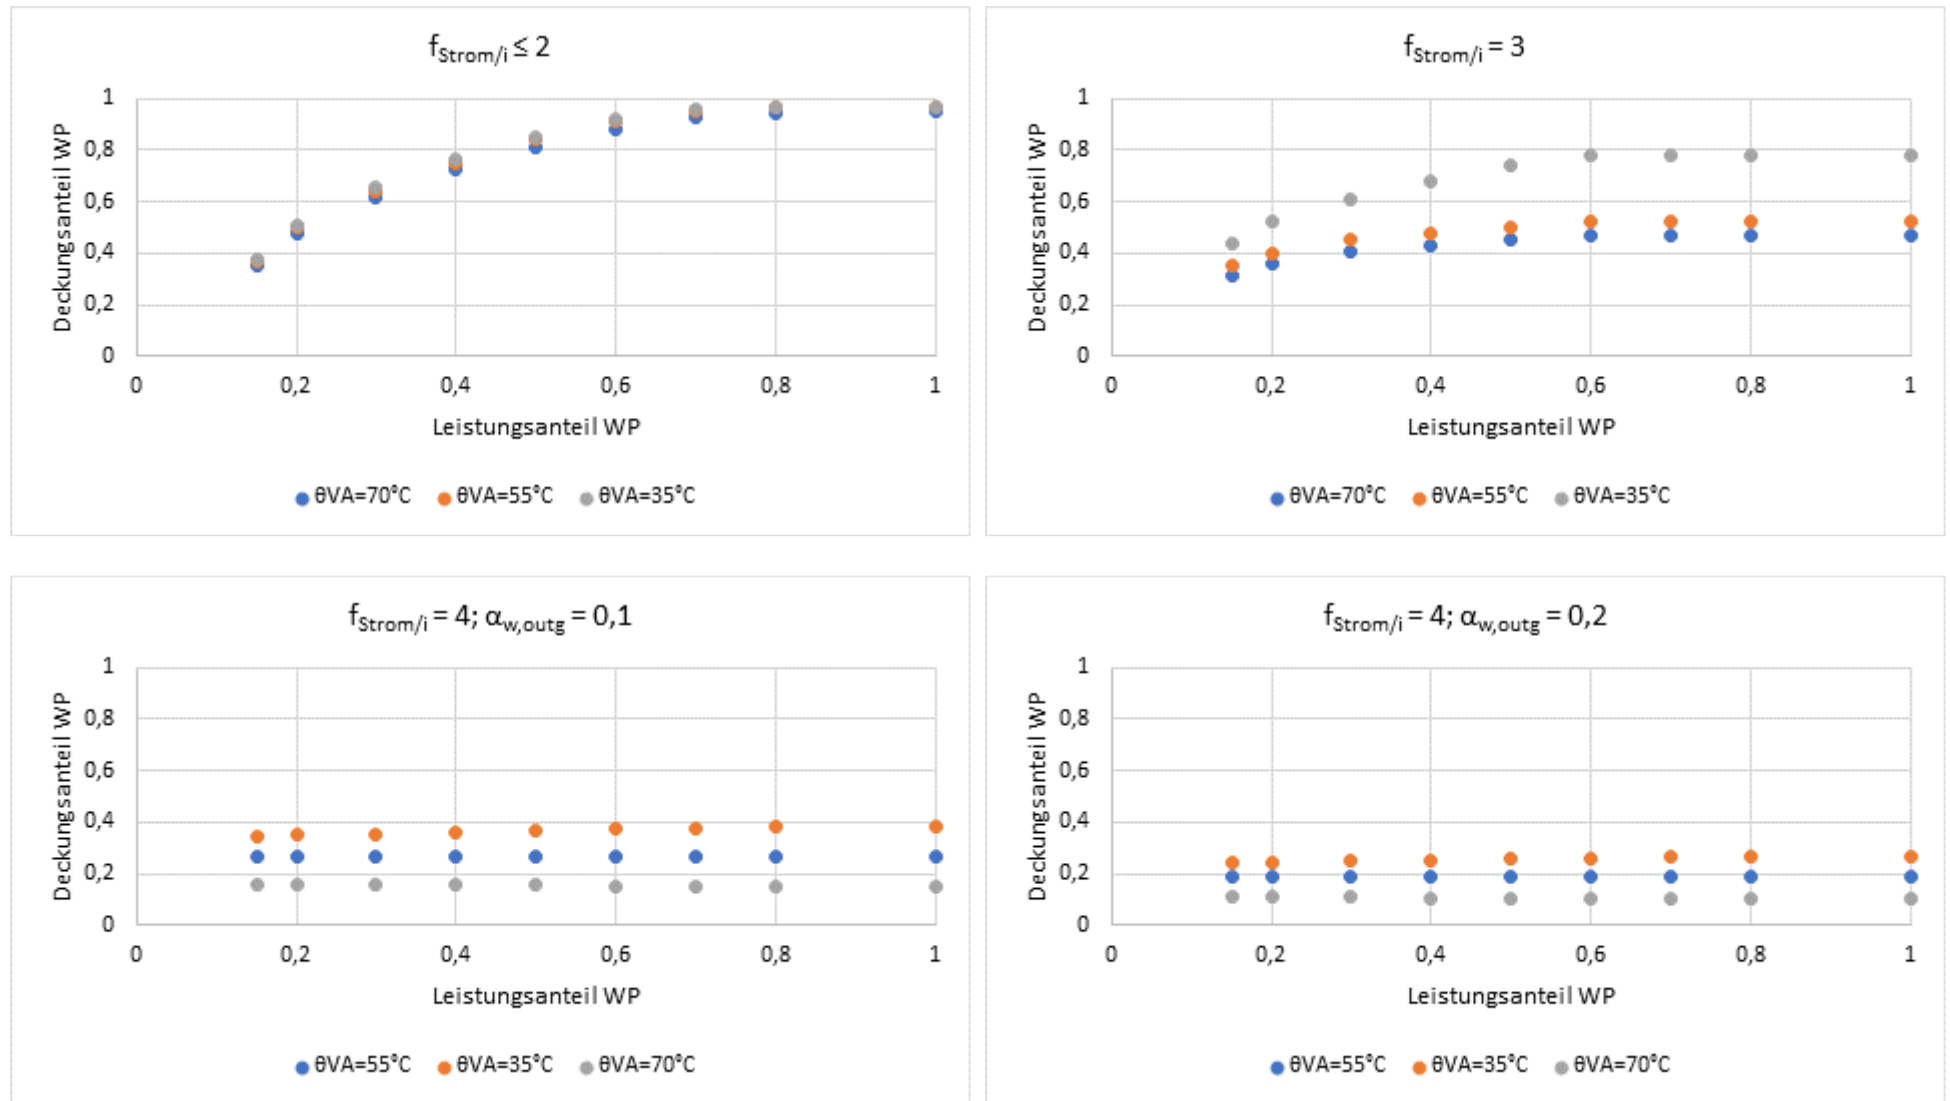 f_Strom/i ≤ 2
1
0,8
0,6
0,4
0,2
0
Deckungsanteil WP
0 0,2 0,4 0,6 0,8 1
Leistungsanteil WP
θVA=70°C θVA=55°C θVA=35°C
f_Strom/i = 3
1
0,8
0,6
0,4
0,2
0
Deckungsanteil WP
0 0,2 0,4 0,6 0,8 1
Leistungsanteil WP
θVA=70°C θVA=55°C θVA=35°C
f_Strom/i = 4; α_w,outg = 0,1
1
0,8
0,6
0,4
0,2
0
Deckungsanteil WP
0 0,2 0,4 0,6 0,8 1
Leistungsanteil WP
θVA=55°C θVA=35°C θVA=70°C
f_Strom/i = 4; α_w,outg = 0,2
1
0,8
0,6
0,4
0,2
0
Deckungsanteil WP
0 0,2 0,4 0,6 0,8 1
Leistungsanteil WP
θVA=55°C θVA=35°C θVA=70°C